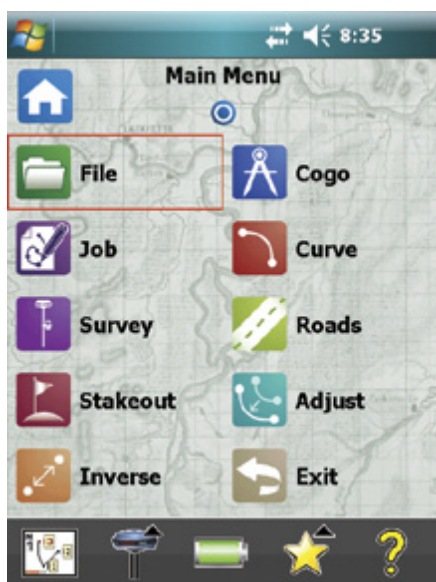 8:35
Main Menu
File
Cogo
Job
Curve
Survey
Roads
Stakeout
Adjust
Inverse
Exit